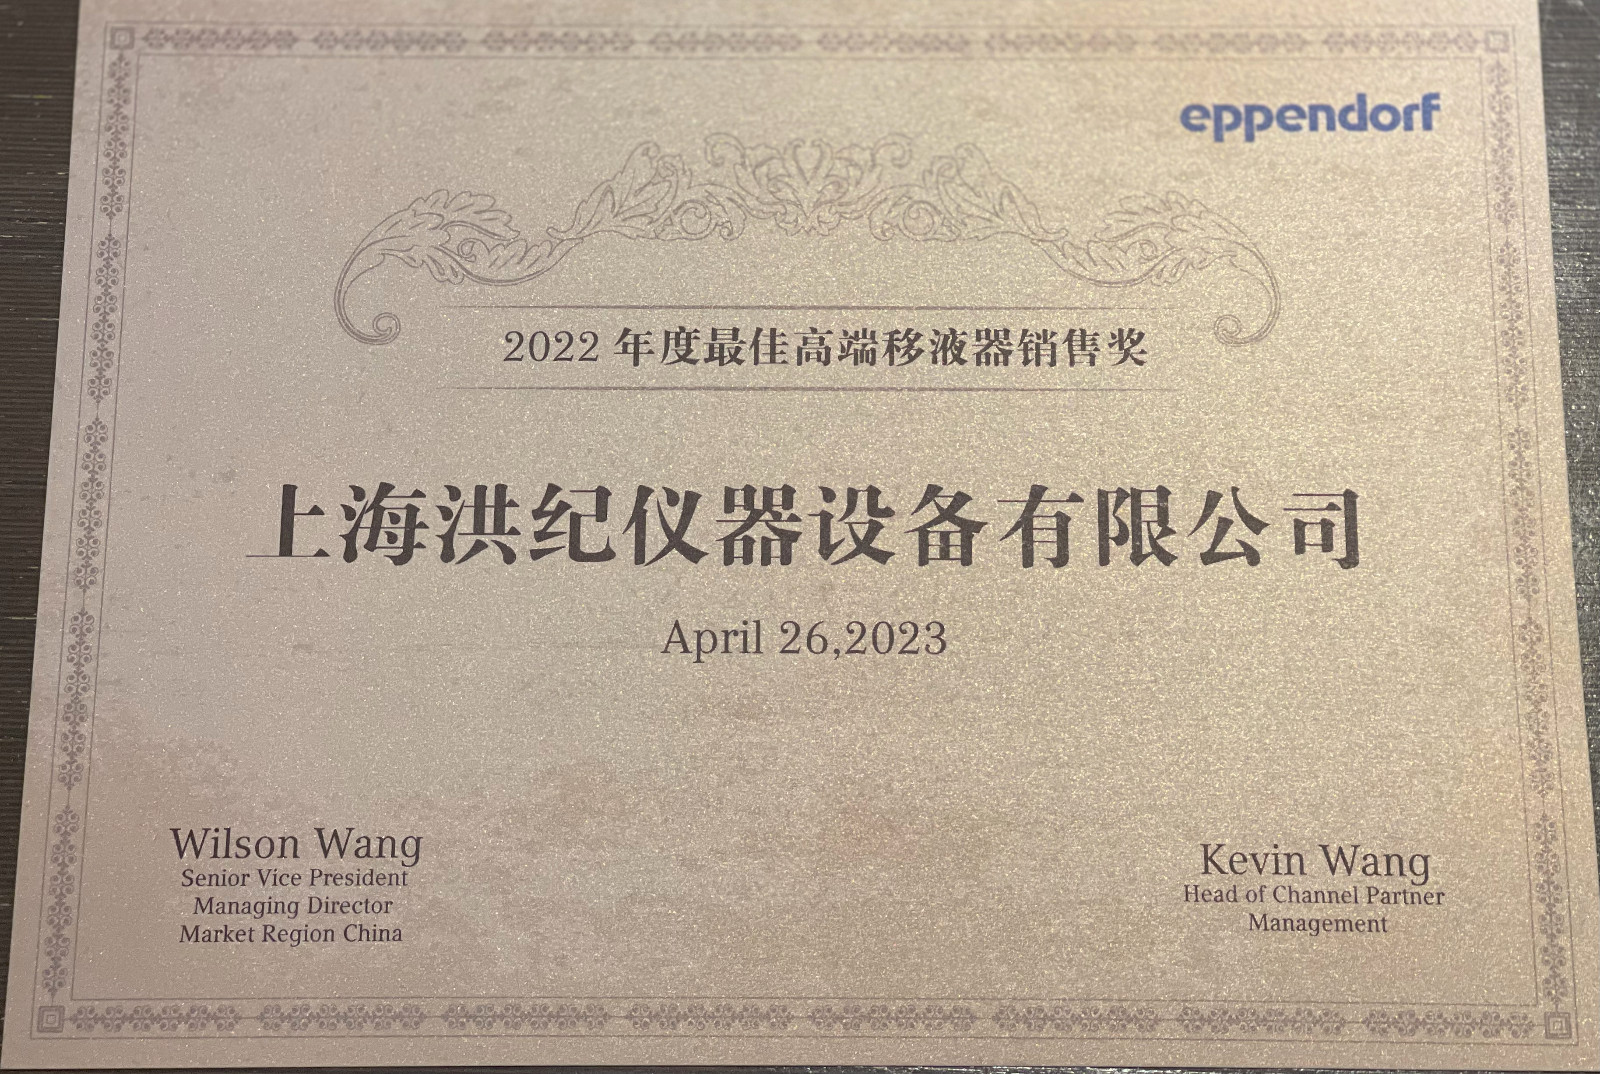 eppendorf
2022 年度最佳高端移液器销售奖
上海洪纪仪器设备有限公司
April 26,2023
Wilson Wang
Senior Vice President
Managing Director
Market Region China
Kevin Wang
Head of Channel Partner
Management